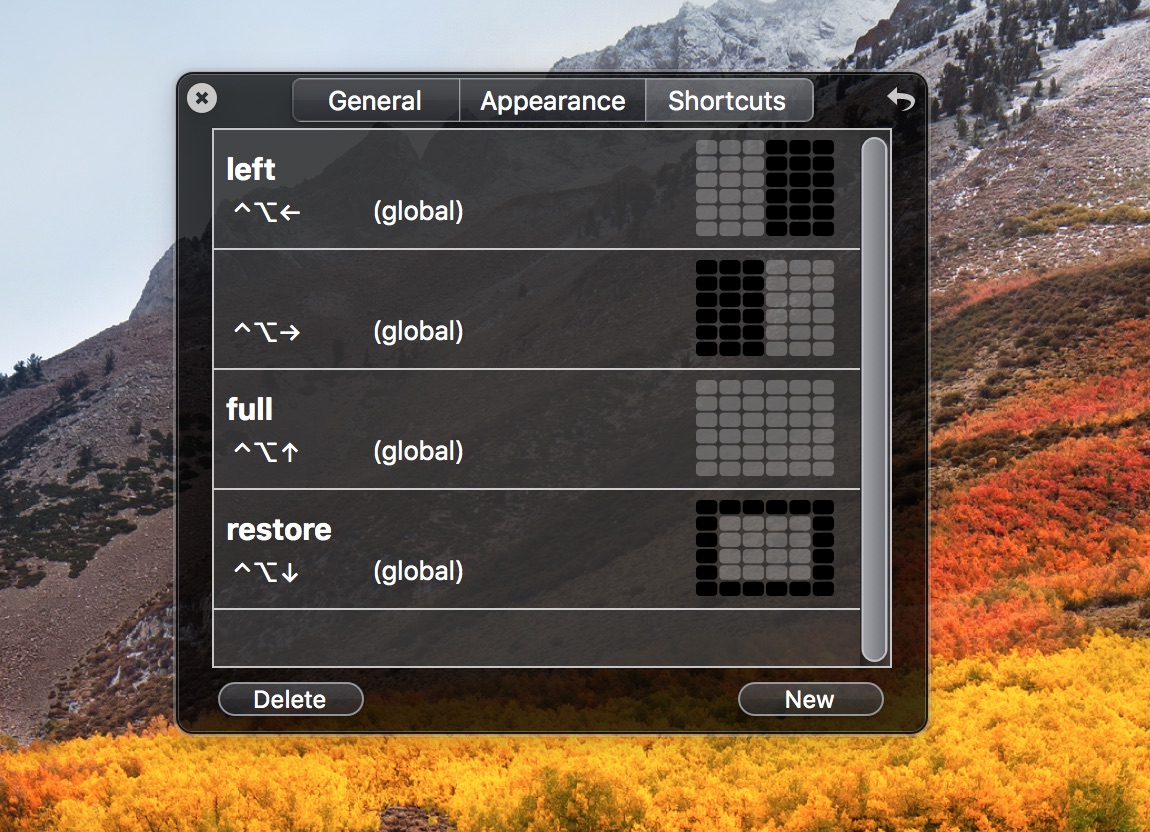 General Appearance Shortcuts
left
^⌥← (global)
^⌥→ (global)
full
^⌥↑ (global)
restore
^⌥↓ (global)
Delete New